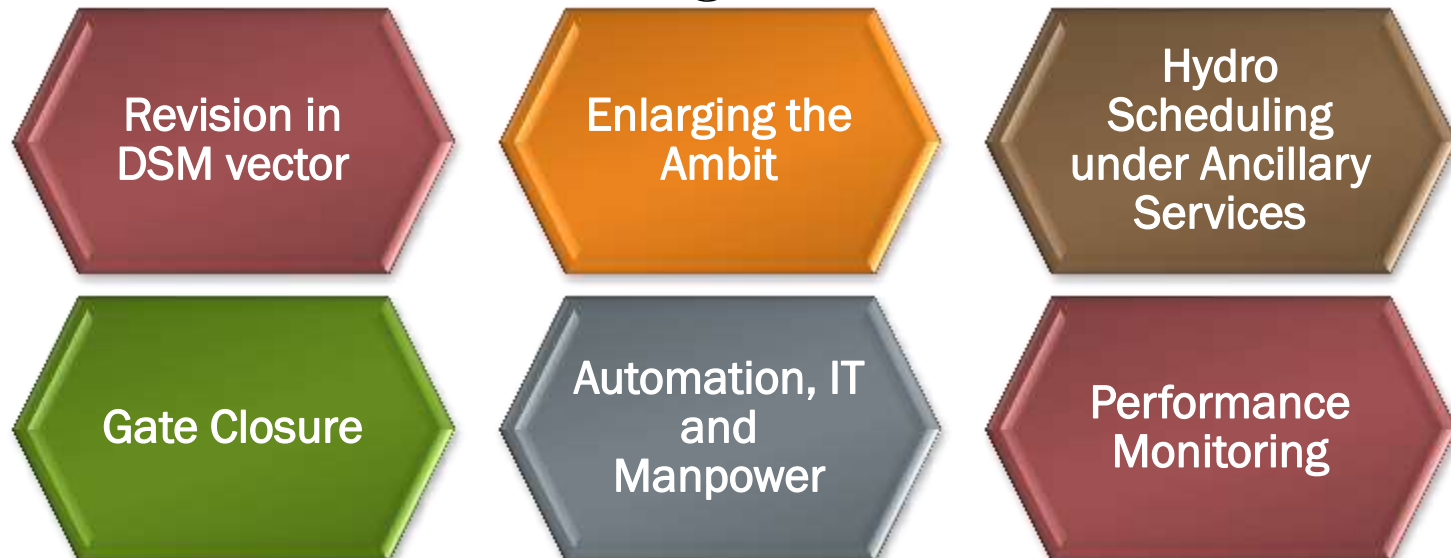 Revision in
DSM vector
Enlarging the
Ambit
Hydro
Scheduling
under Ancillary
Services
Gate Closure
Automation, IT
and
Manpower
Performance
Monitoring